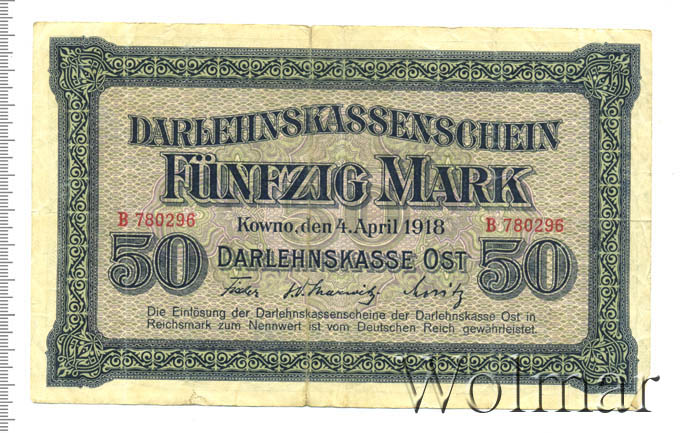 DARLEHNSKASSENSCHEIN
FÜNFZIG MARK
B 780296 B 780296
Kowno, den 4. April 1918
50 50 50
DARLEHNSKASSE OST
Die Einlösung der Darlehnskassenscheine der Darlehnskasse Ost in
Reichsmark zum Nennwert ist vom Deutschen Reich gewährleistet.
Wolmar